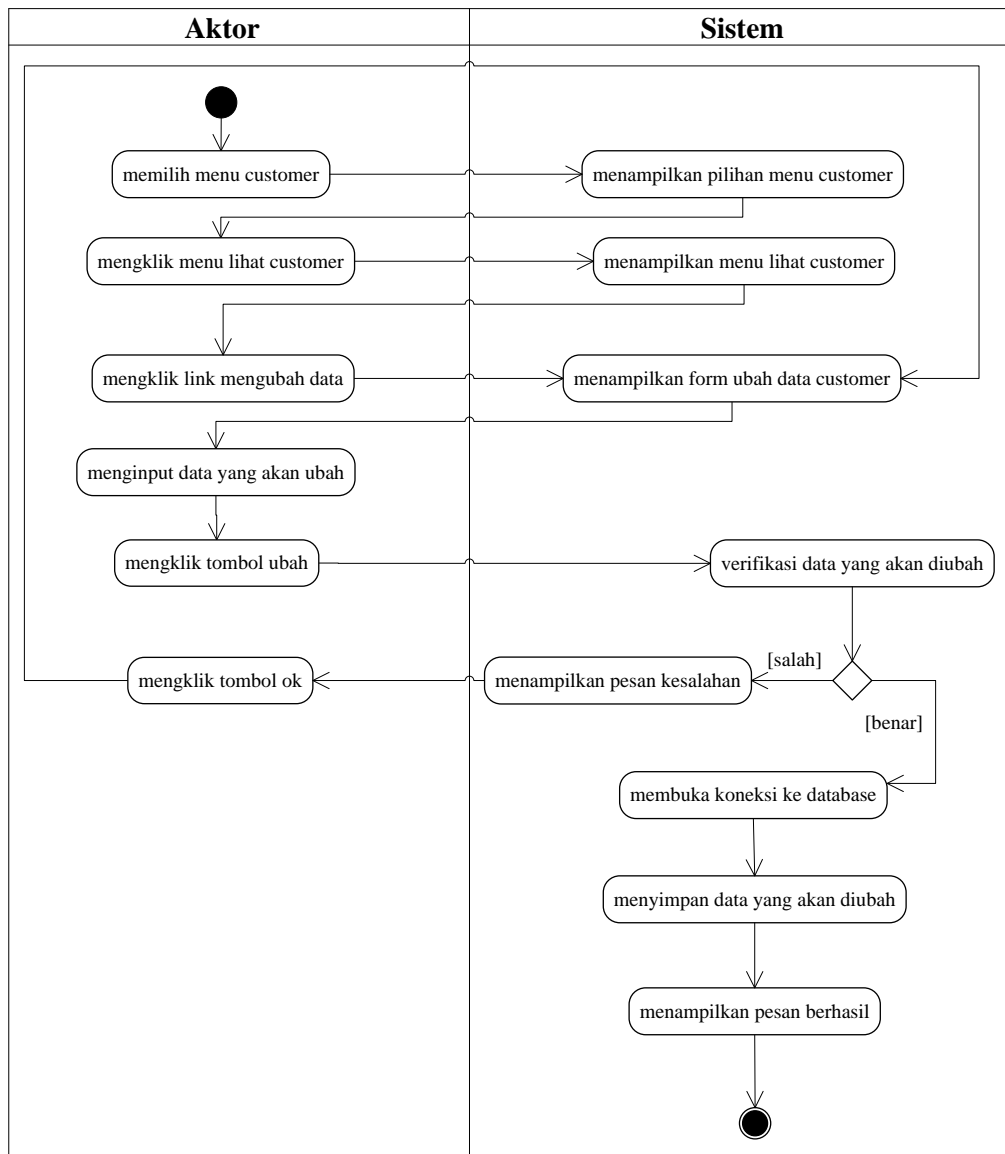 Aktor
Sistem
memilih menu customer
menampilkan pilihan menu customer
mengklik menu lihat customer
menampilkan menu lihat customer
mengklik link mengubah data
menampilkan form ubah data customer
menginput data yang akan ubah
mengklik tombol ubah
verifikasi data yang akan diubah
[salah]
mengklik tombol ok
menampilkan pesan kesalahan
[benar]
membuka koneksi ke database
menyimpan data yang akan diubah
menampilkan pesan berhasil